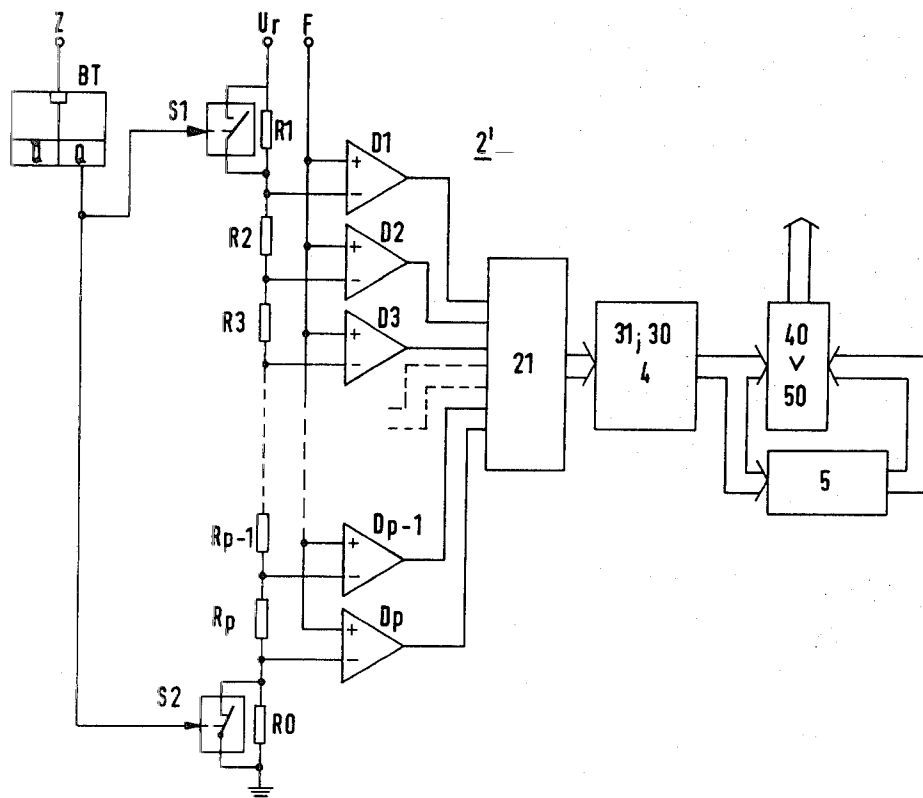 Z Ur F
BT
S1
R1
D1
2'
Q Q
R2
D2
R3
D3
21
31; 30
4
40
V
50
5
Rp-1
Dp-1
Rp
Dp
S2
R0
+
−
+
−
+
−
+
−
+
−